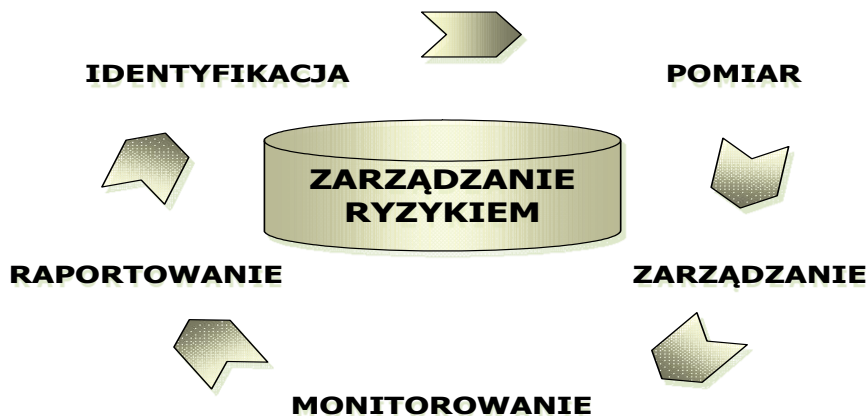 IDENTYFIKACJA
POMIAR
ZARZĄDZANIE
RYZYKIEM
RAPORTOWANIE
ZARZĄDZANIE
MONITOROWANIE